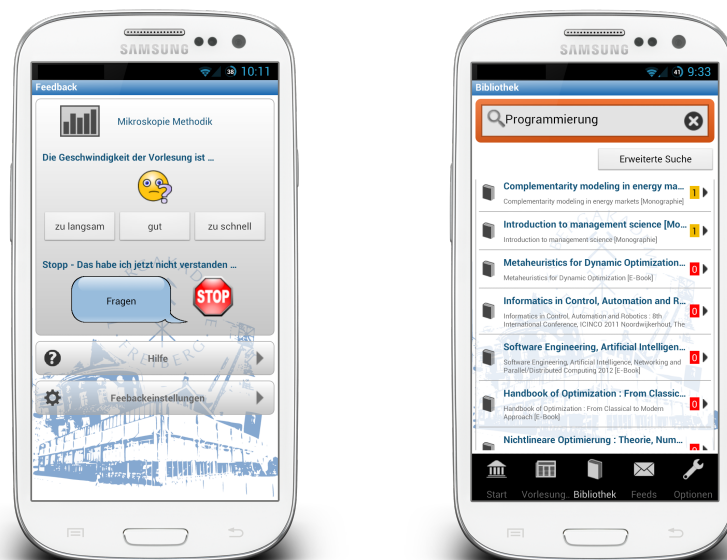 SAMSUNG
38 10:11
Feedback
Mikroskopie Methodik
Die Geschwindigkeit der Vorlesung ist ...
zu langsam
gut
zu schnell
Stopp - Das habe ich jetzt nicht verstanden ...
Fragen
STOP
Hilfe
Feebackeinstellungen
SAMSUNG
41 9:33
Bibliothek
Programmierung
Erweiterte Suche
Complementarity modeling in energy ma...
Complementarity modeling in energy markets [Monographie]
1
Introduction to management science [Mo...
Introduction to management science [Monographie]
1
Metaheuristics for Dynamic Optimization...
Metaheuristics for Dynamic Optimization [E-Book]
0
Informatics in Control, Automation and R...
Informatics in Control, Automation and Robotics : 8th
International Conference, ICINCO 2011 Noordwijkerhout, The
0
Software Engineering, Artificial Intelligen...
Software Engineering, Artificial Intelligence, Networking and
Parallel/Distributed Computing 2012 [E-Book]
0
Handbook of Optimization : From Classic...
Handbook of Optimization : From Classical to Modern
Approach [E-Book]
0
Nichtlineare Optimierung : Theorie, Num...
Start
Vorlesung..
Bibliothek
Feeds
Optionen